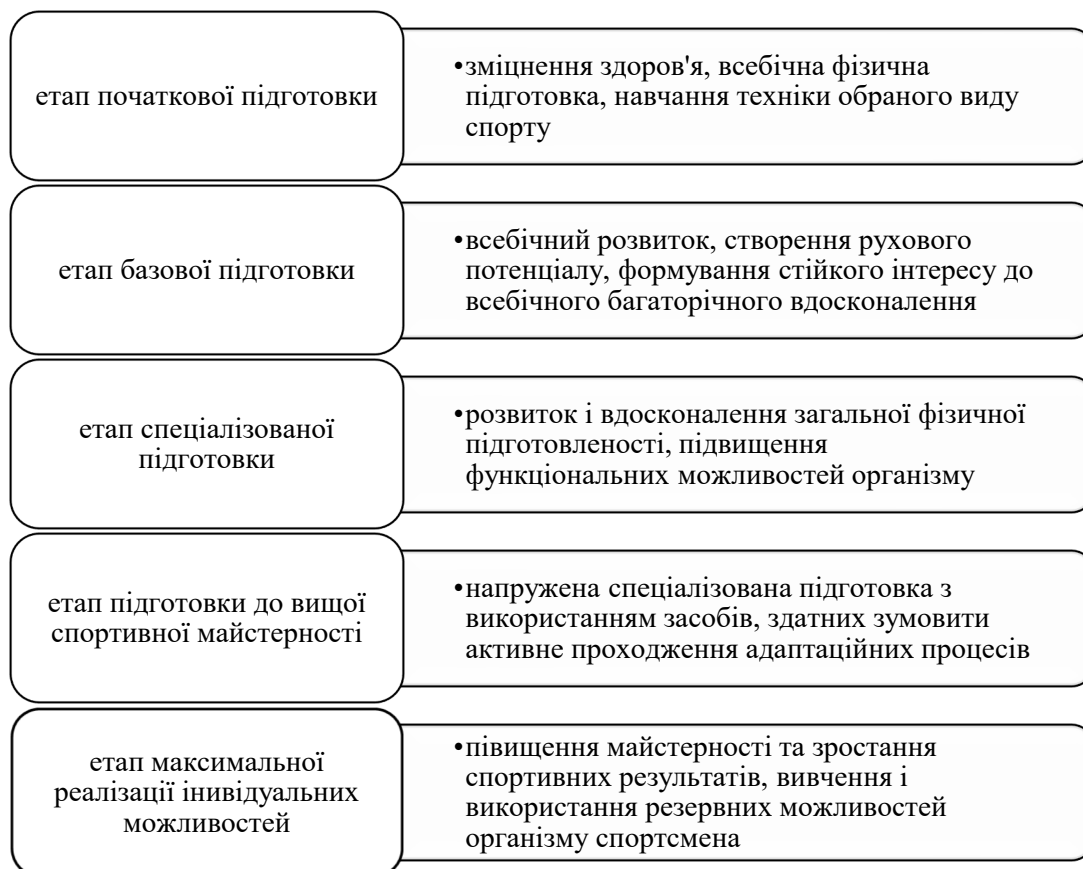 етап початкової підготовки
•зміцнення здоров'я, всебічна фізична
підготовка, навчання техніки обраного виду
спорту
етап базової підготовки
•всебічний розвиток, створення рухового
потенціалу, формування стійкого інтересу до
всебічного багаторічного вдосконалення
етап спеціалізованої
підготовки
•розвиток і вдосконалення загальної фізичної
підготовленості, підвищення
функціональних можливостей організму
етап підготовки до вищої
спортивної майстерності
•напружена спеціалізована підготовка з
використанням засобів, здатних зумовити
активне проходження адаптаційних процесів
етап максимальної
реалізації інивідуальних
можливостей
•півищення майстерності та зростання
спортивних результатів, вивчення і
використання резервних можливостей
організму спортсмена